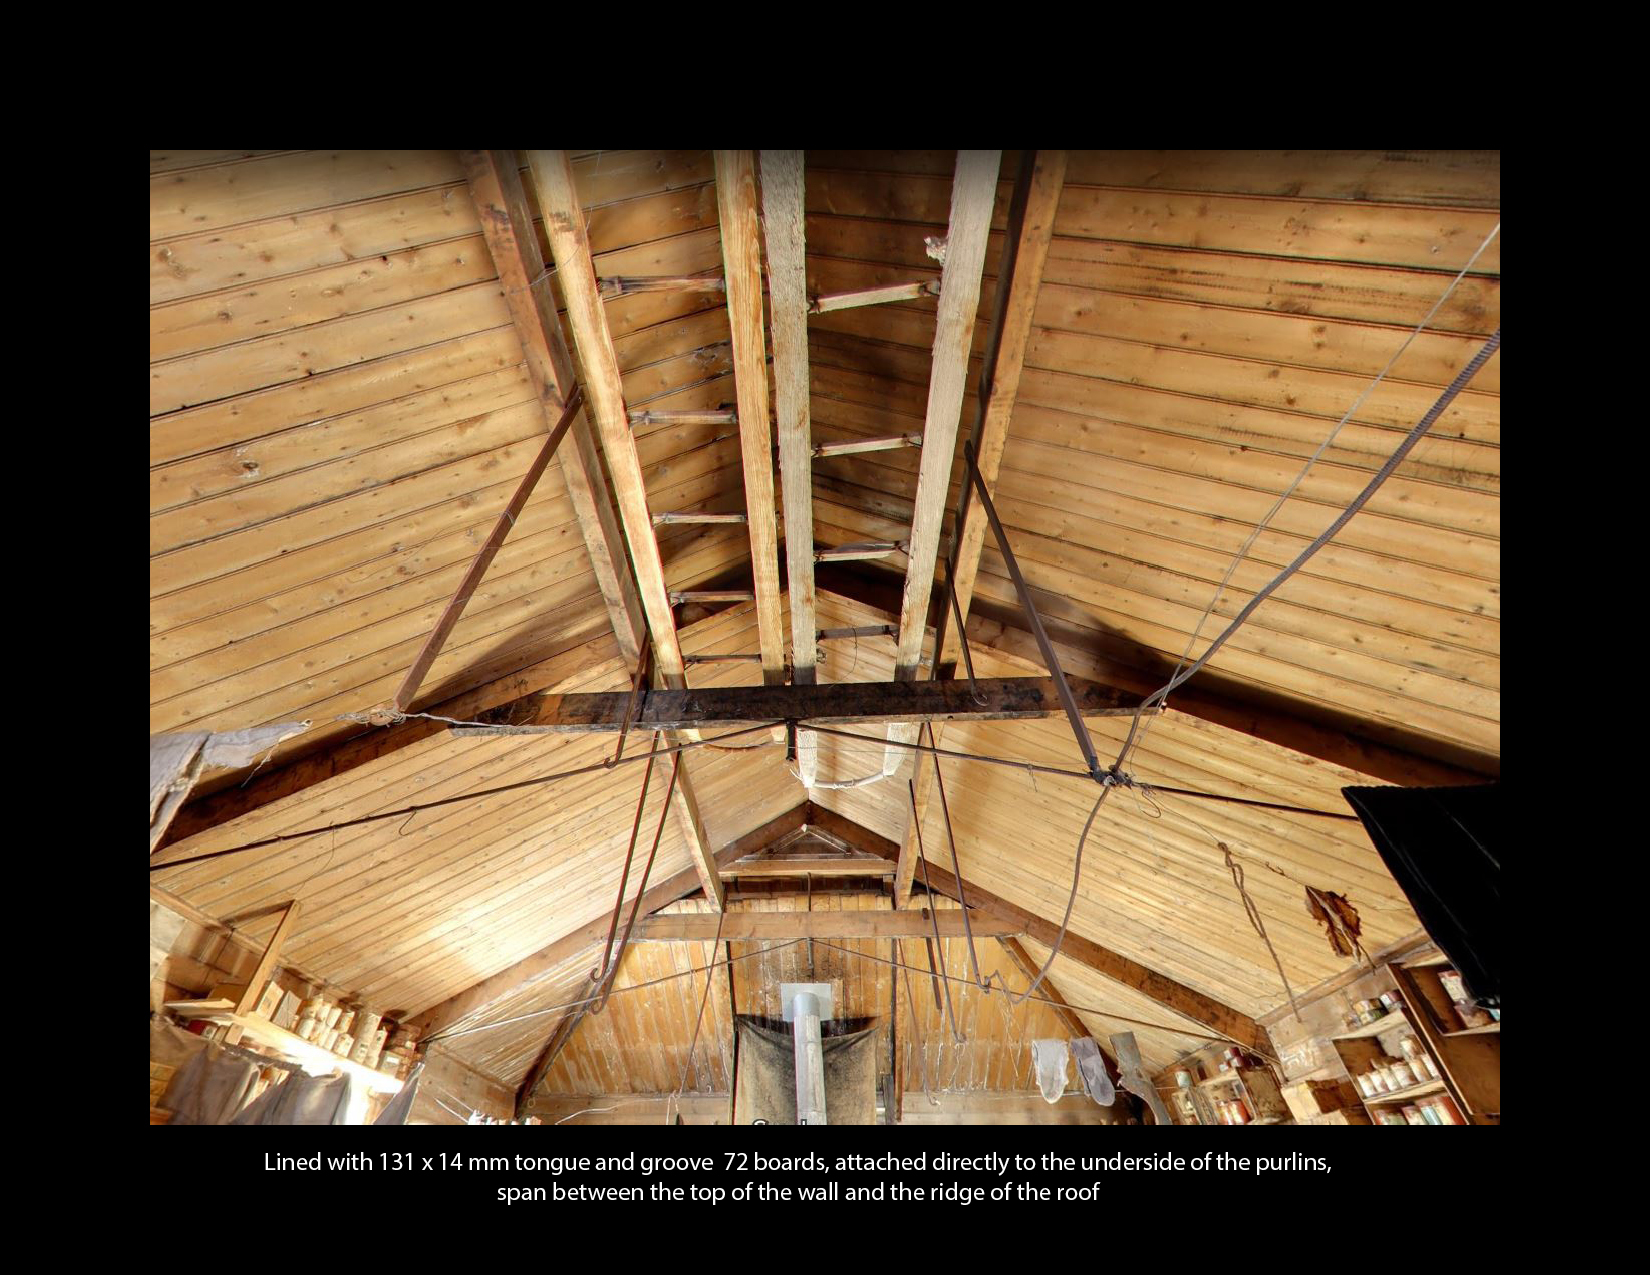 Lined with 131 x 14 mm tongue and groove  72 boards, attached directly to the underside of the purlins,
span between the top of the wall and the ridge of the roof